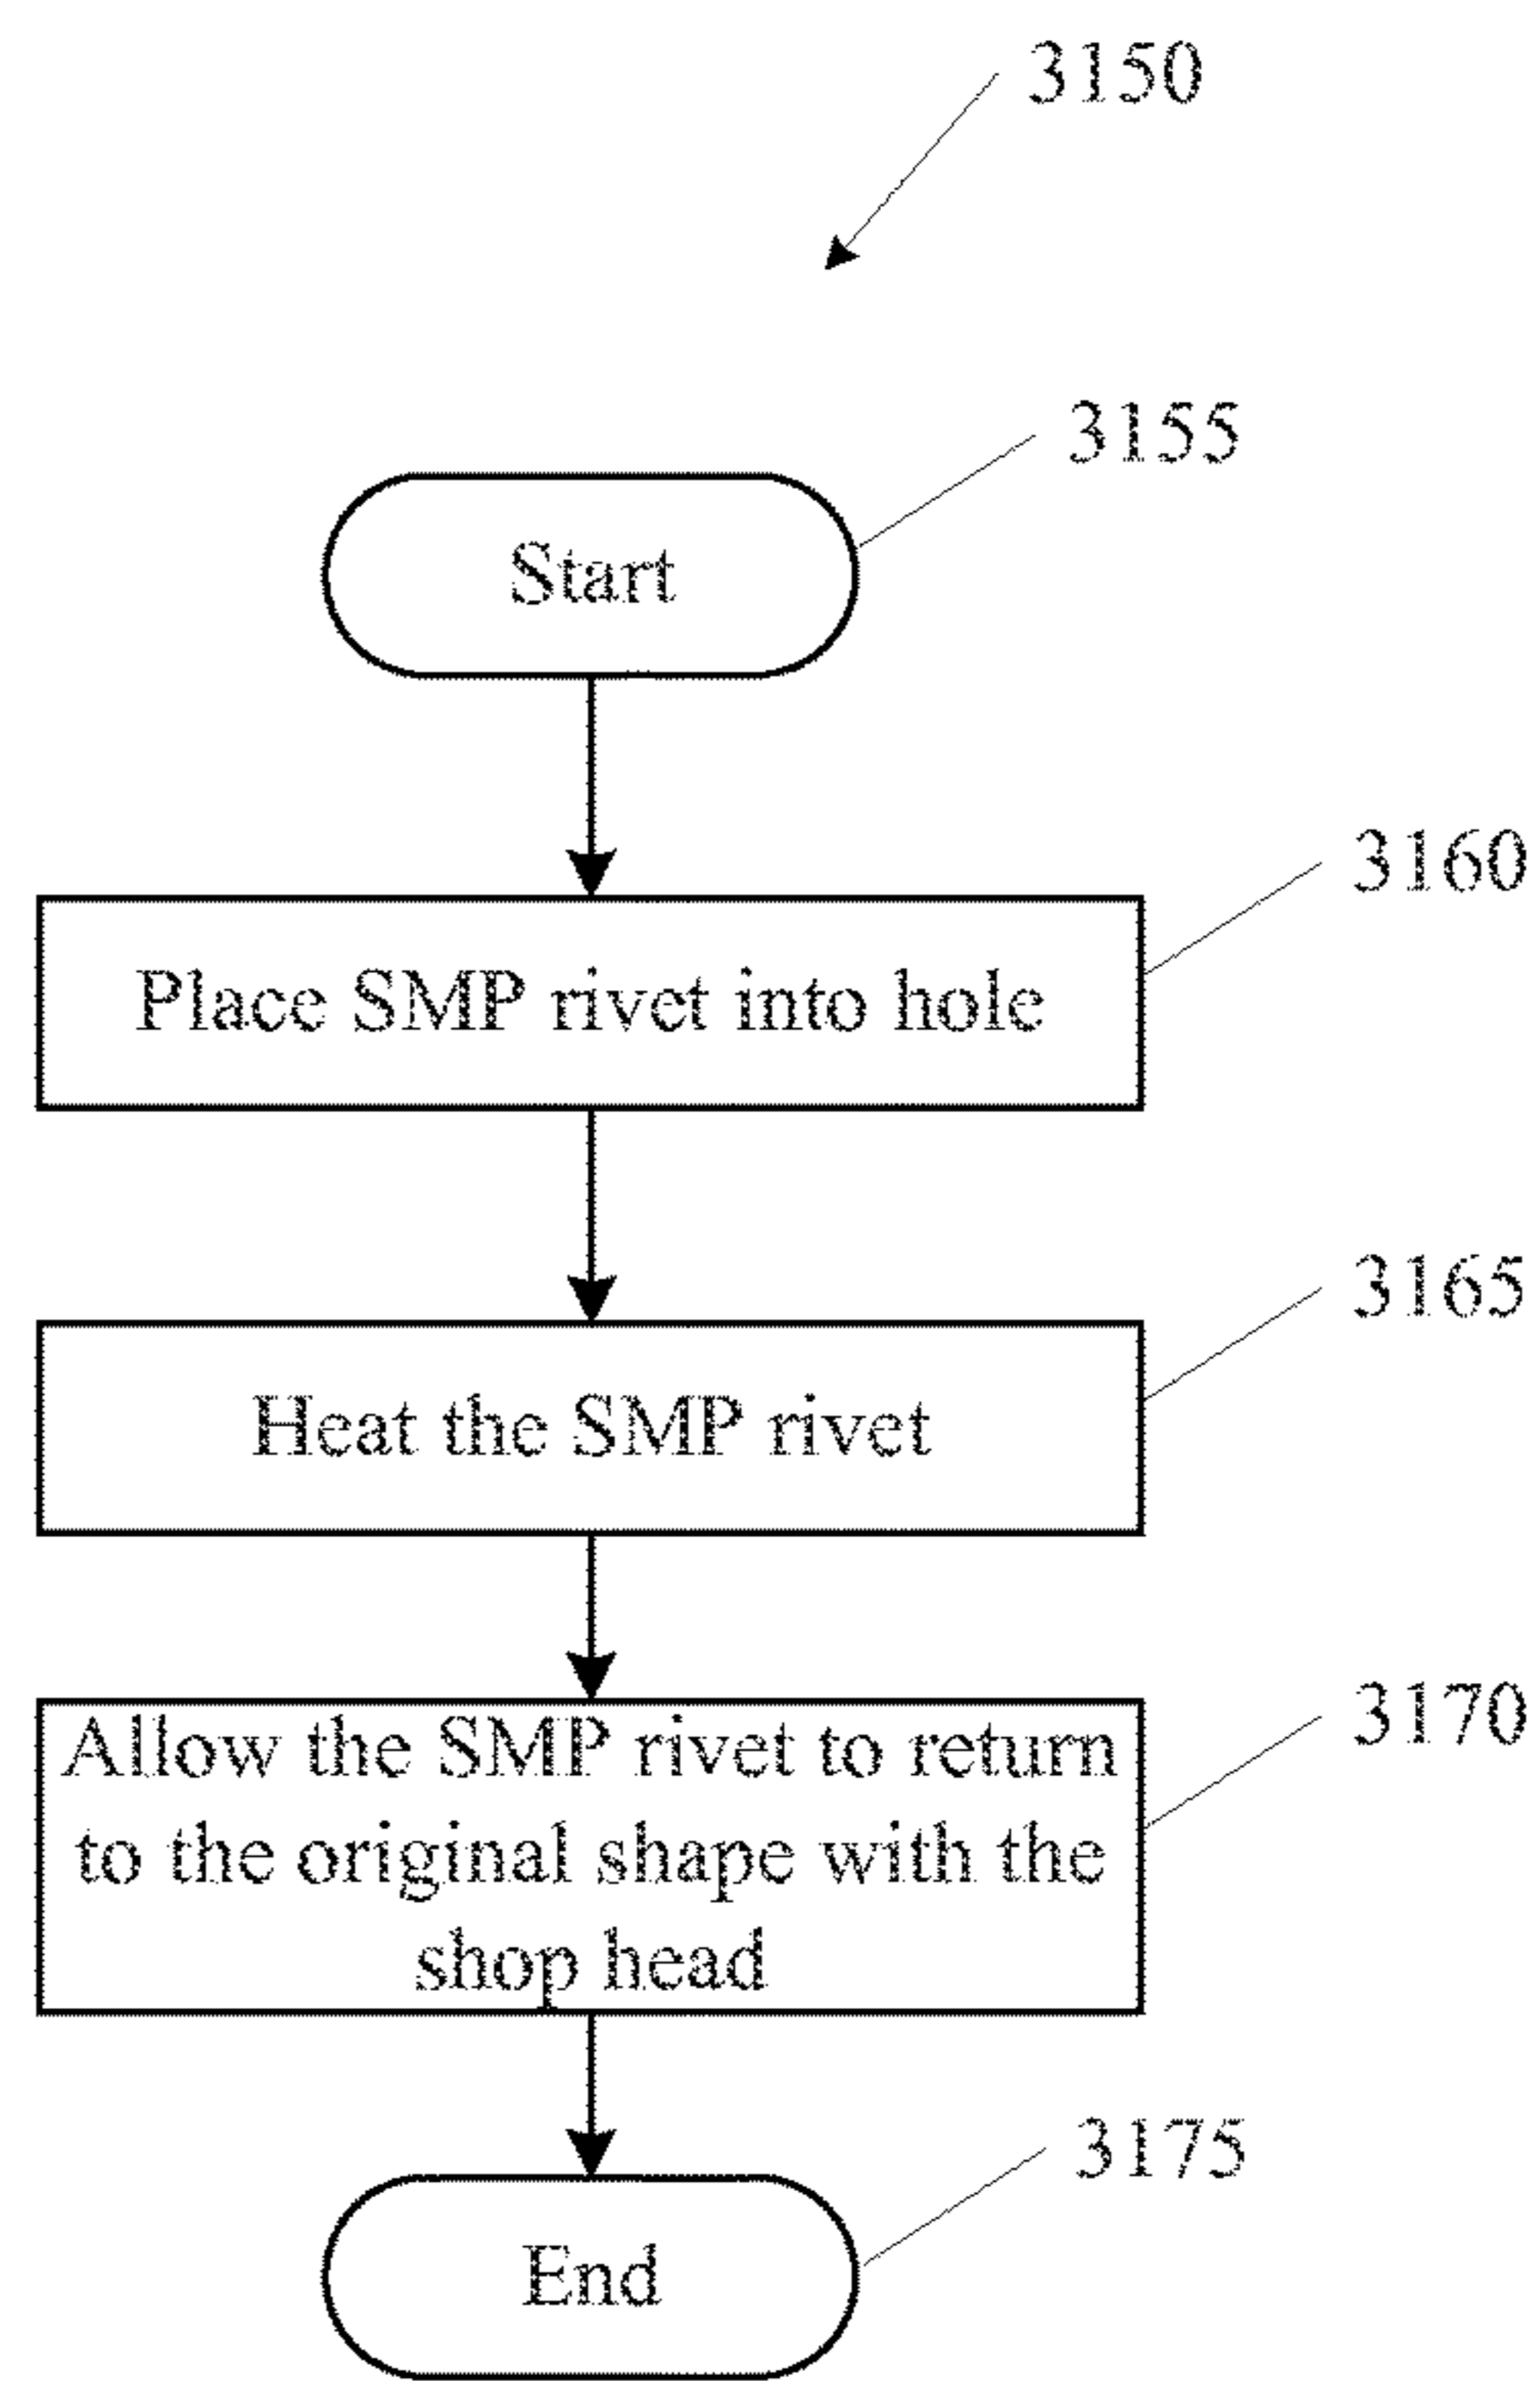 3150
3155
Start
3160
Place SMP rivet into hole
3165
Heat the SMP rivet
3170
Allow the SMP rivet to return
to the original shape with the
shop head
3175
End